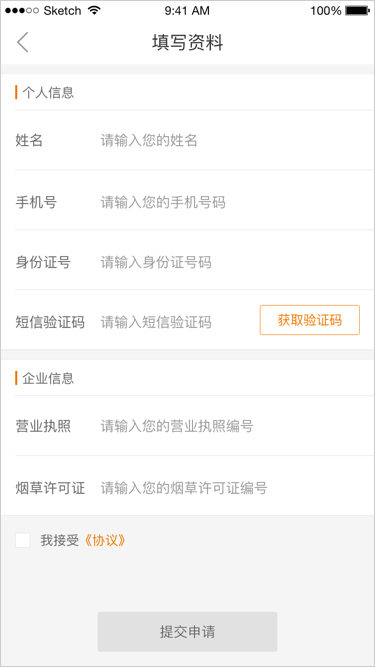 Sketch 9:41 AM 100%
填写资料
个人信息
姓名 请输入您的姓名
手机号 请输入您的手机号码
身份证号 请输入身份证号码
短信验证码 请输入短信验证码 获取验证码
企业信息
营业执照 请输入您的营业执照编号
烟草许可证 请输入您的烟草许可证编号
我接受《协议》
提交申请